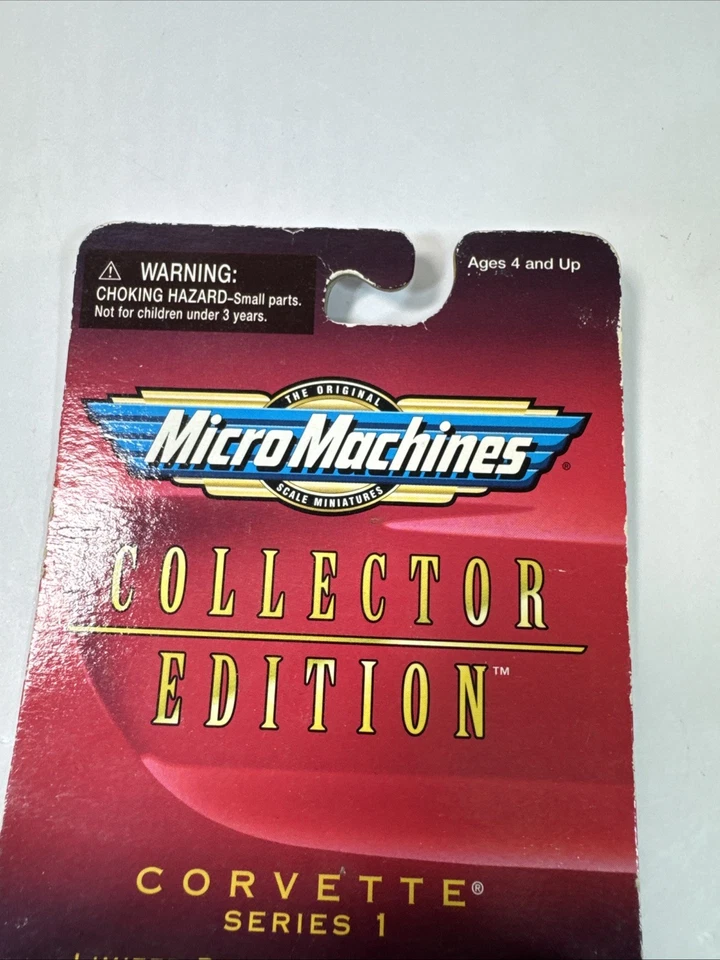 WARNING:
CHOKING HAZARD–Small parts.
Not for children under 3 years.
Ages 4 and Up
THE ORIGINAL
Micro Machines®
SCALE MINIATURES
COLLECTOR
EDITION™
CORVETTE®
SERIES 1